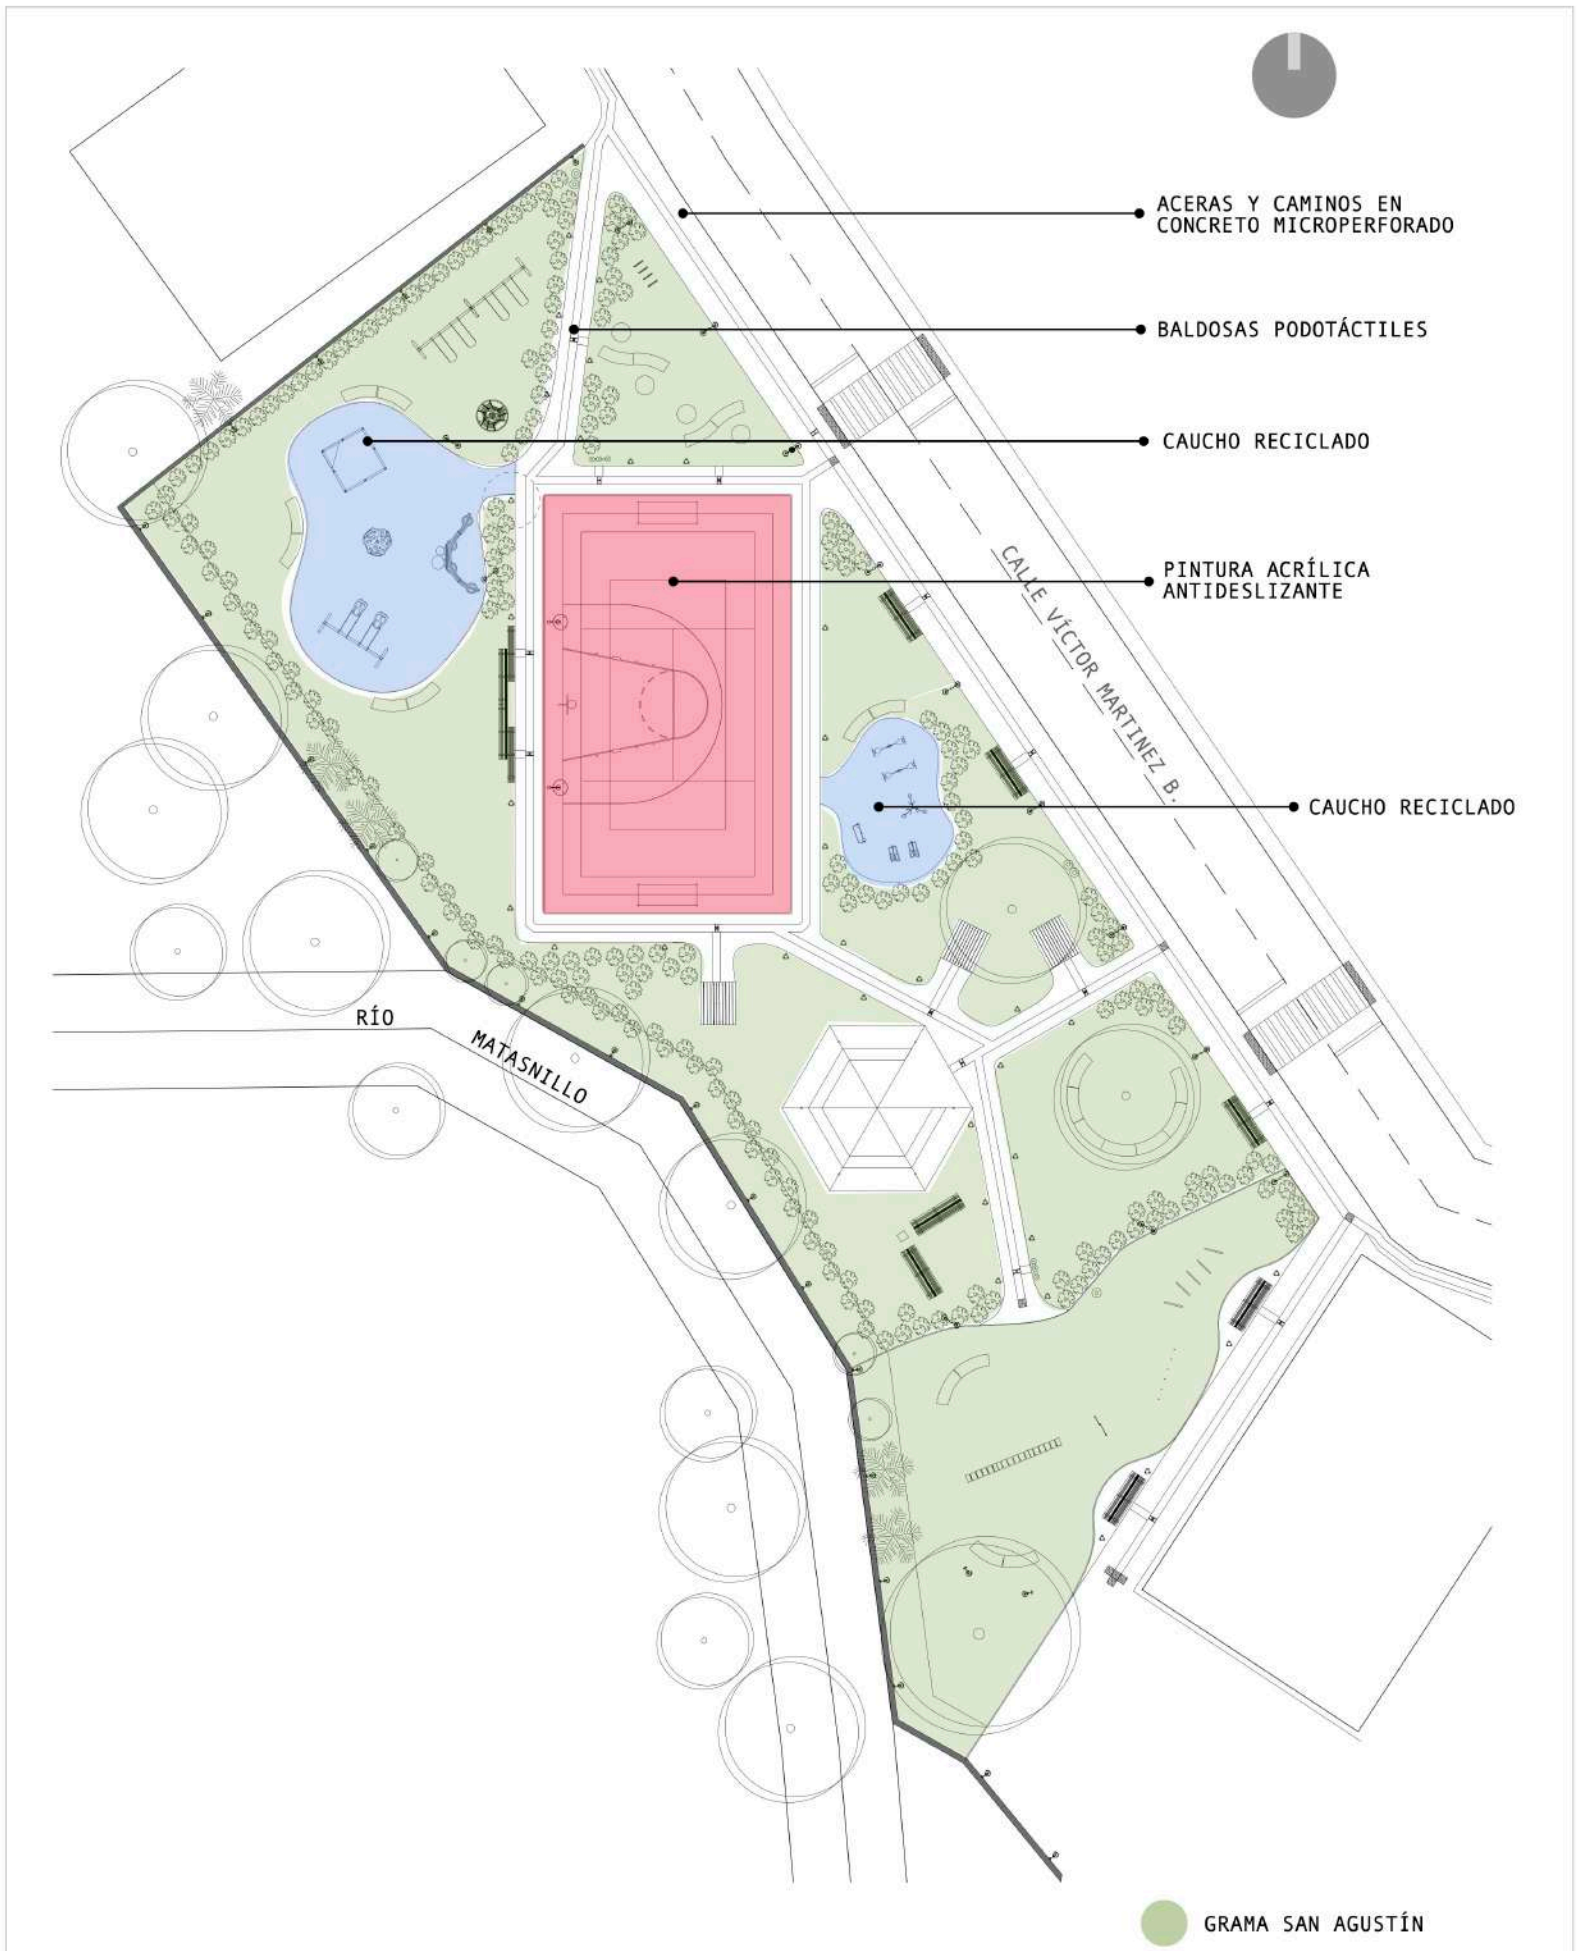 ACERAS Y CAMINOS EN
CONCRETO MICROPERFORADO
BALDOSAS PODOTÁCTILES
CAUCHO RECICLADO
PINTURA ACRÍLICA
ANTIDESLIZANTE
CALLE VÍCTOR MARTINEZ B.
CAUCHO RECICLADO
RÍO
MATASNILLO
GRAMA SAN AGUSTÍN